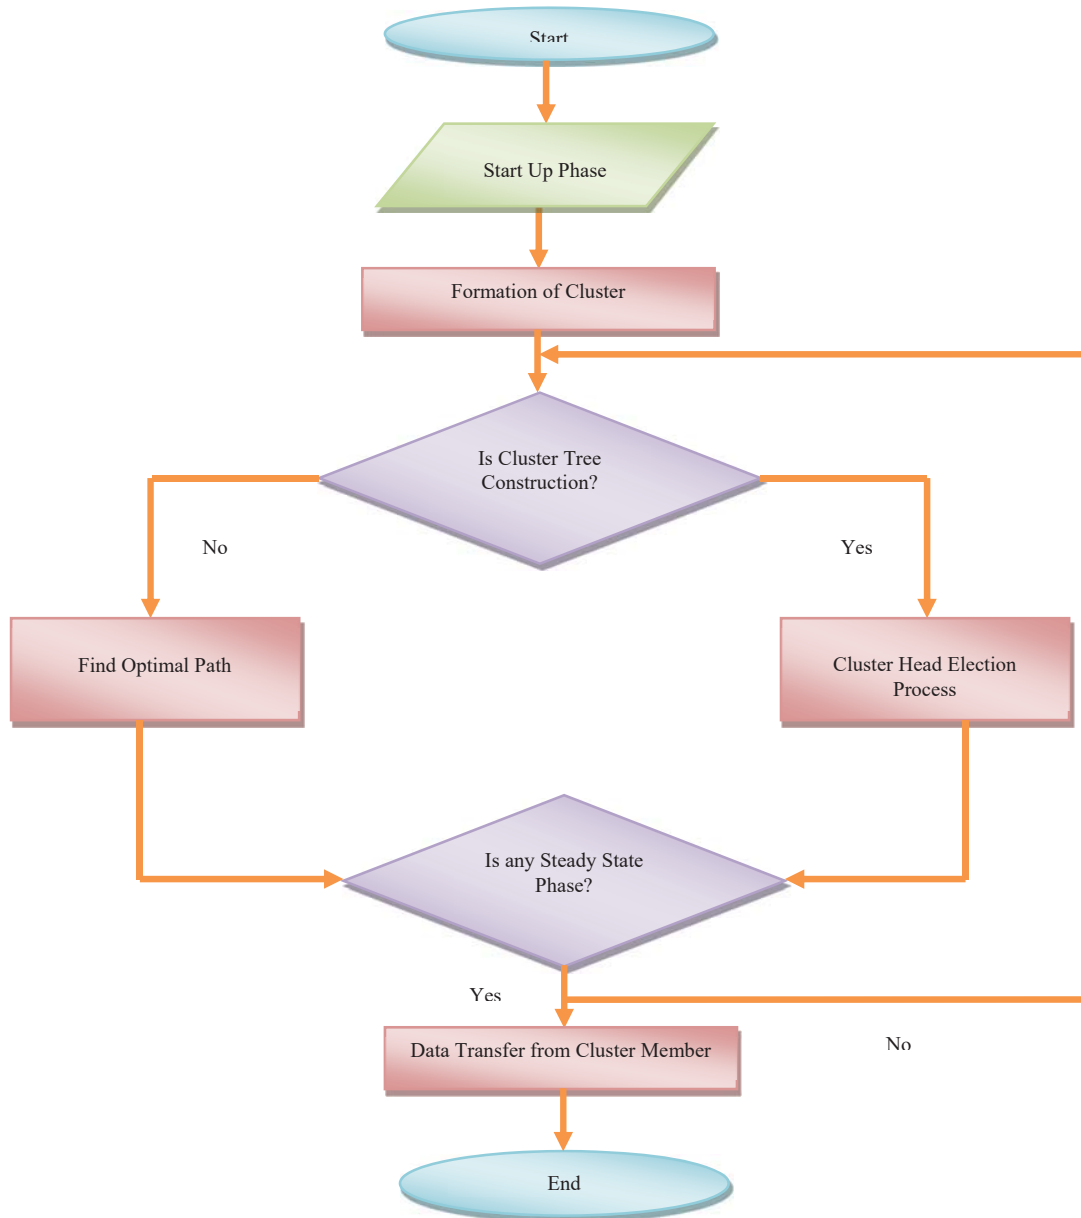 Start
Start Up Phase
Formation of Cluster
Is Cluster Tree
Construction?
No
Yes
Find Optimal Path
Cluster Head Election
Process
Is any Steady State
Phase?
Yes
No
Data Transfer from Cluster Member
End